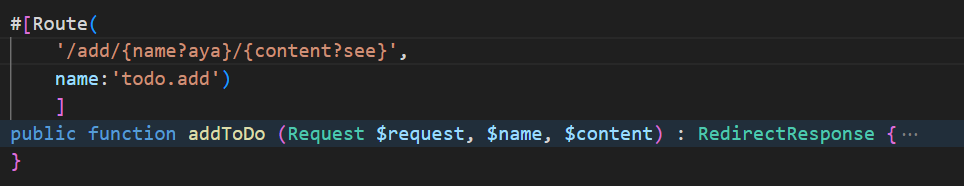 #[Route(
'/add/{name?aya}/{content?see}',
name:'todo.add')
]
public function addToDo (Request $request, $name, $content) : RedirectResponse {···
}